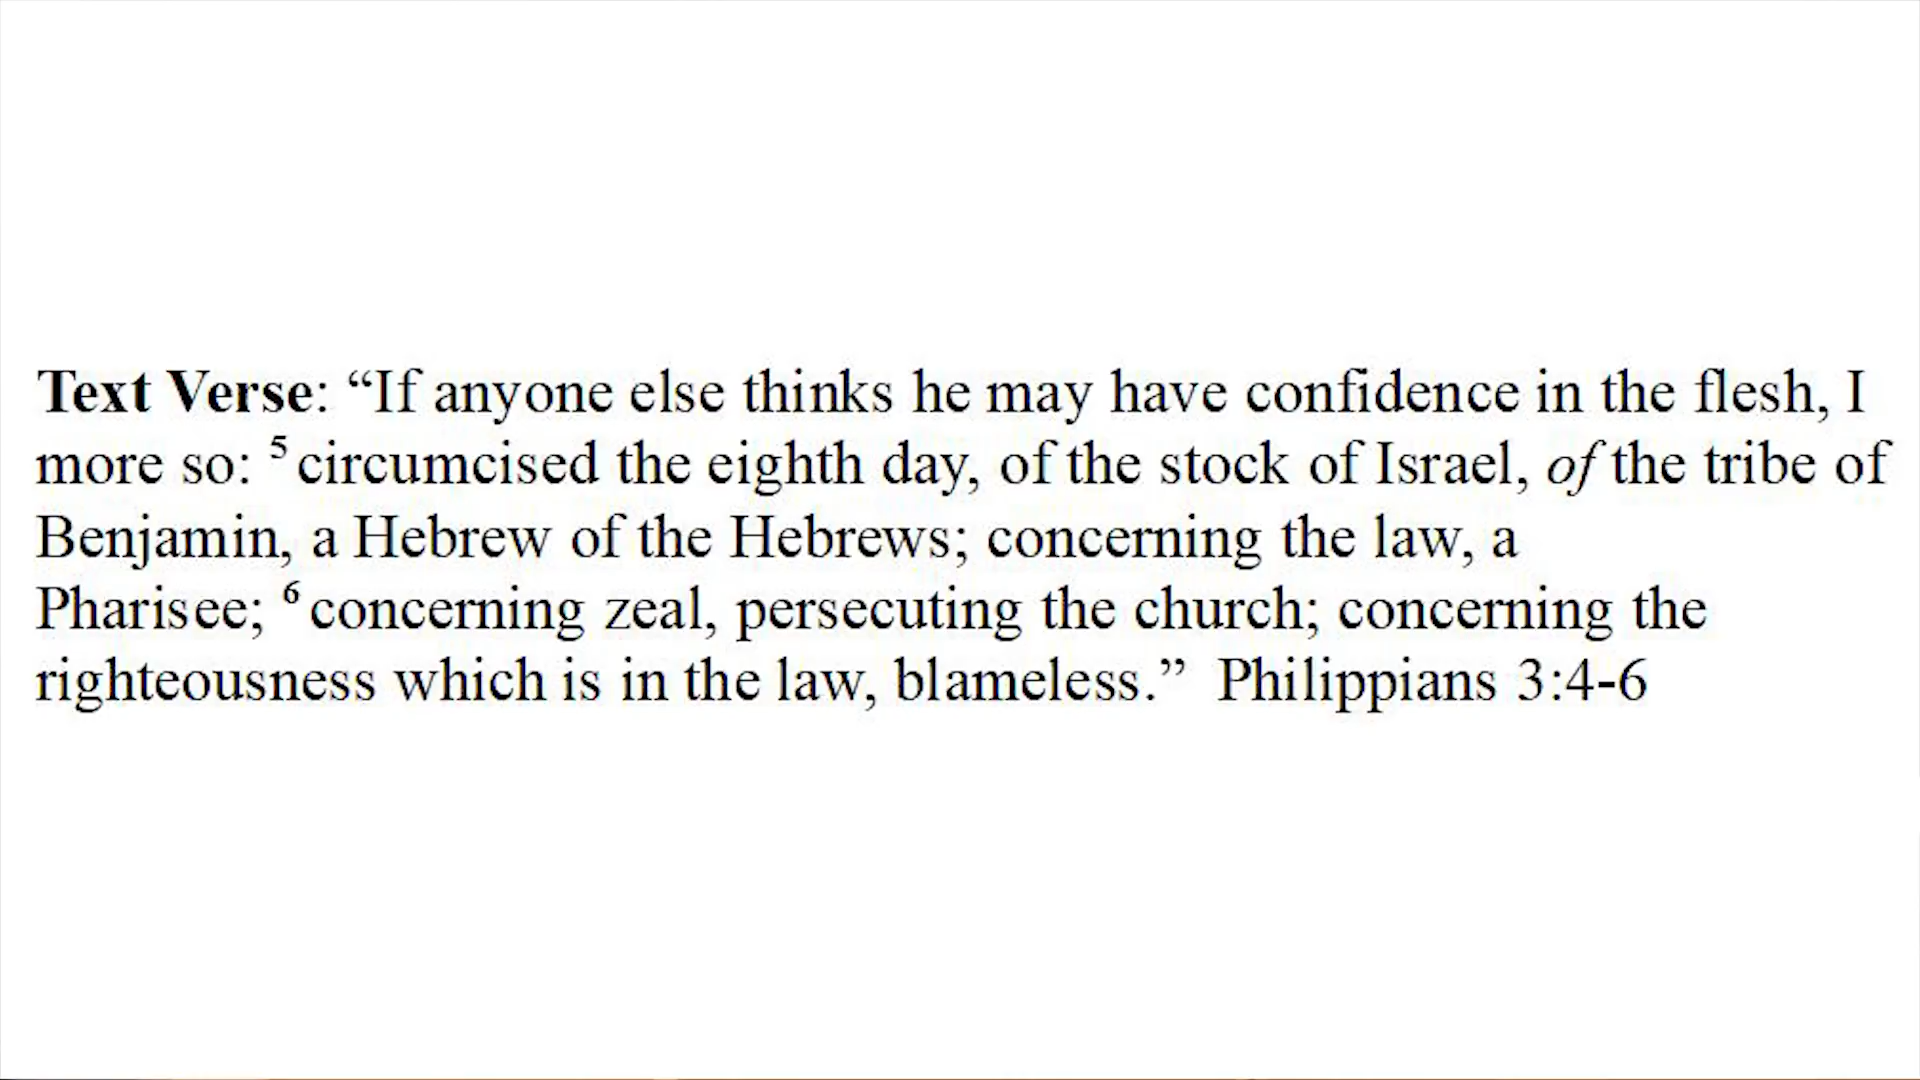 Text Verse: “If anyone else thinks he may have confidence in the flesh, I
more so: ⁵ circumcised the eighth day, of the stock of Israel, of the tribe of
Benjamin, a Hebrew of the Hebrews; concerning the law, a
Pharisee; ⁶ concerning zeal, persecuting the church; concerning the
righteousness which is in the law, blameless.” Philippians 3:4-6